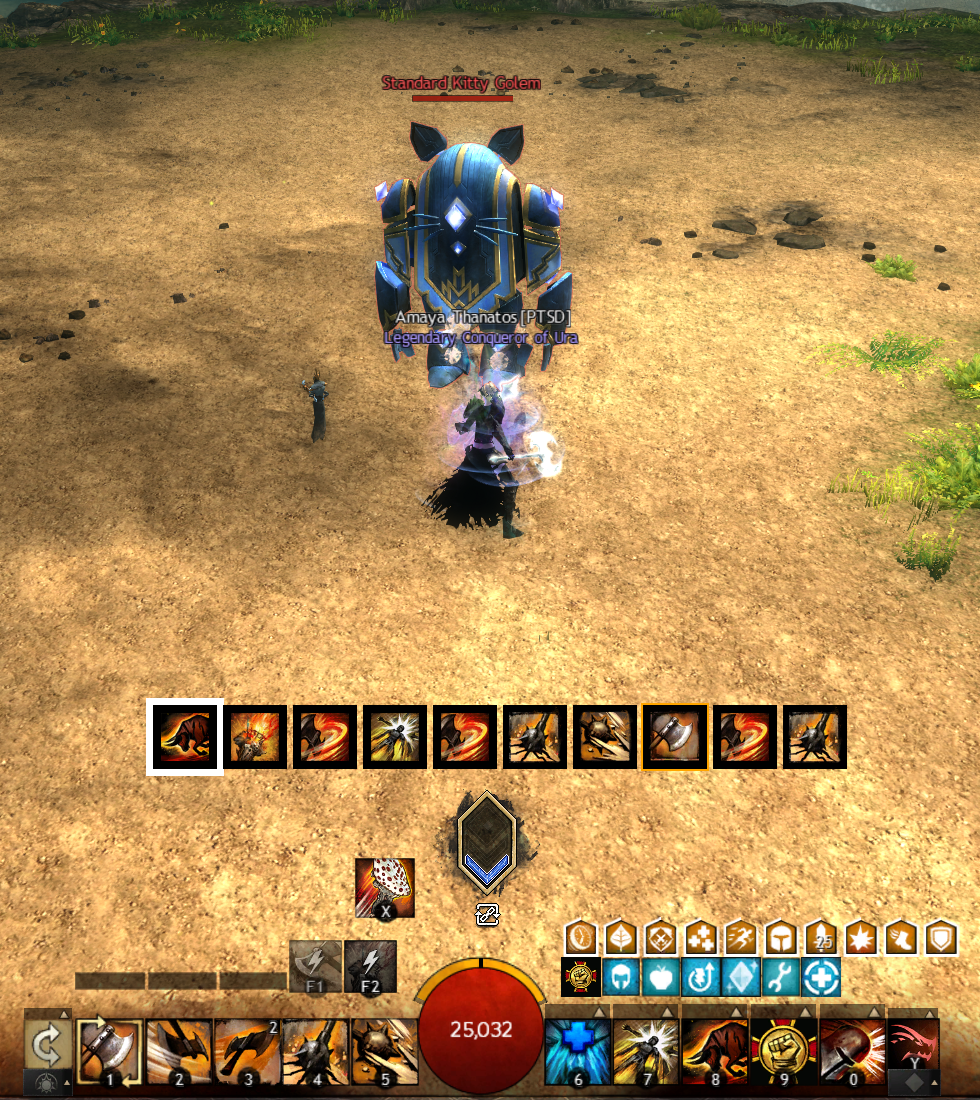 Standard Kitty Golem
Amaya Thanatos [PTSD]
Legendary Conqueror of Ura
X
25
F1 F2
25,032
2
1 2 3 4 5 6 7 8 9 0 Y